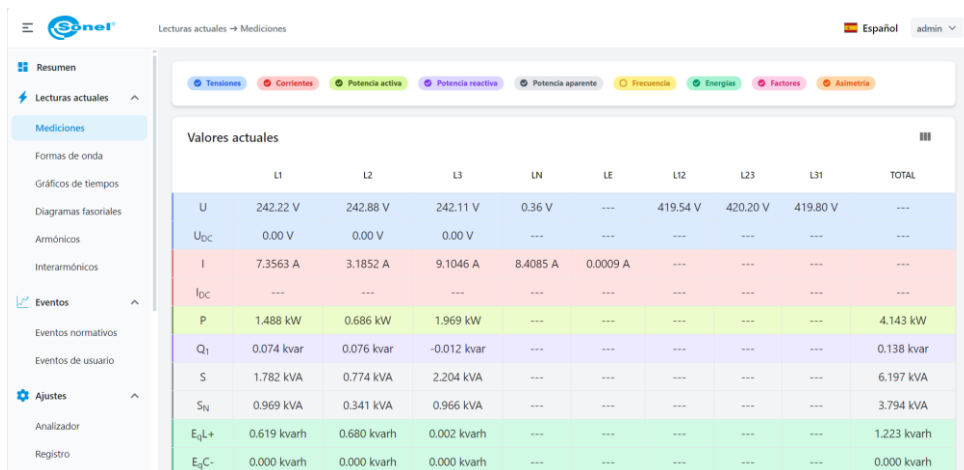 Sonel®
Lecturas actuales → Mediciones
Español admin
Resumen
Lecturas actuales
Mediciones
Formas de onda
Gráficos de tiempos
Diagramas fasoriales
Armónicos
Interarmónicos
Eventos
Eventos normativos
Eventos de usuario
Ajustes
Analizador
Registro
Tensiones Corrientes Potencia activa Potencia reactiva Potencia aparente Frecuencia Energías Factores Asimetría
Valores actuales
L1 L2 L3 LN LE L12 L23 L31 TOTAL
U 242.22 V 242.88 V 242.11 V 0.36 V --- 419.54 V 420.20 V 419.80 V ---
UDC 0.00 V 0.00 V 0.00 V --- --- --- --- --- ---
I 7.3563 A 3.1852 A 9.1046 A 8.4085 A 0.0009 A --- --- --- ---
IDC --- --- --- --- --- --- --- --- ---
P 1.488 kW 0.686 kW 1.969 kW --- --- --- --- --- 4.143 kW
Q1 0.074 kvar 0.076 kvar -0.012 kvar --- --- --- --- --- 0.138 kvar
S 1.782 kVA 0.774 kVA 2.204 kVA --- --- --- --- --- 6.197 kVA
SN 0.969 kVA 0.341 kVA 0.966 kVA --- --- --- --- --- 3.794 kVA
EqL+ 0.619 kvarh 0.680 kvarh 0.002 kvarh --- --- --- --- --- 1.223 kvarh
EqC- 0.000 kvarh 0.000 kvarh 0.000 kvarh --- --- --- --- --- 0.000 kvarh